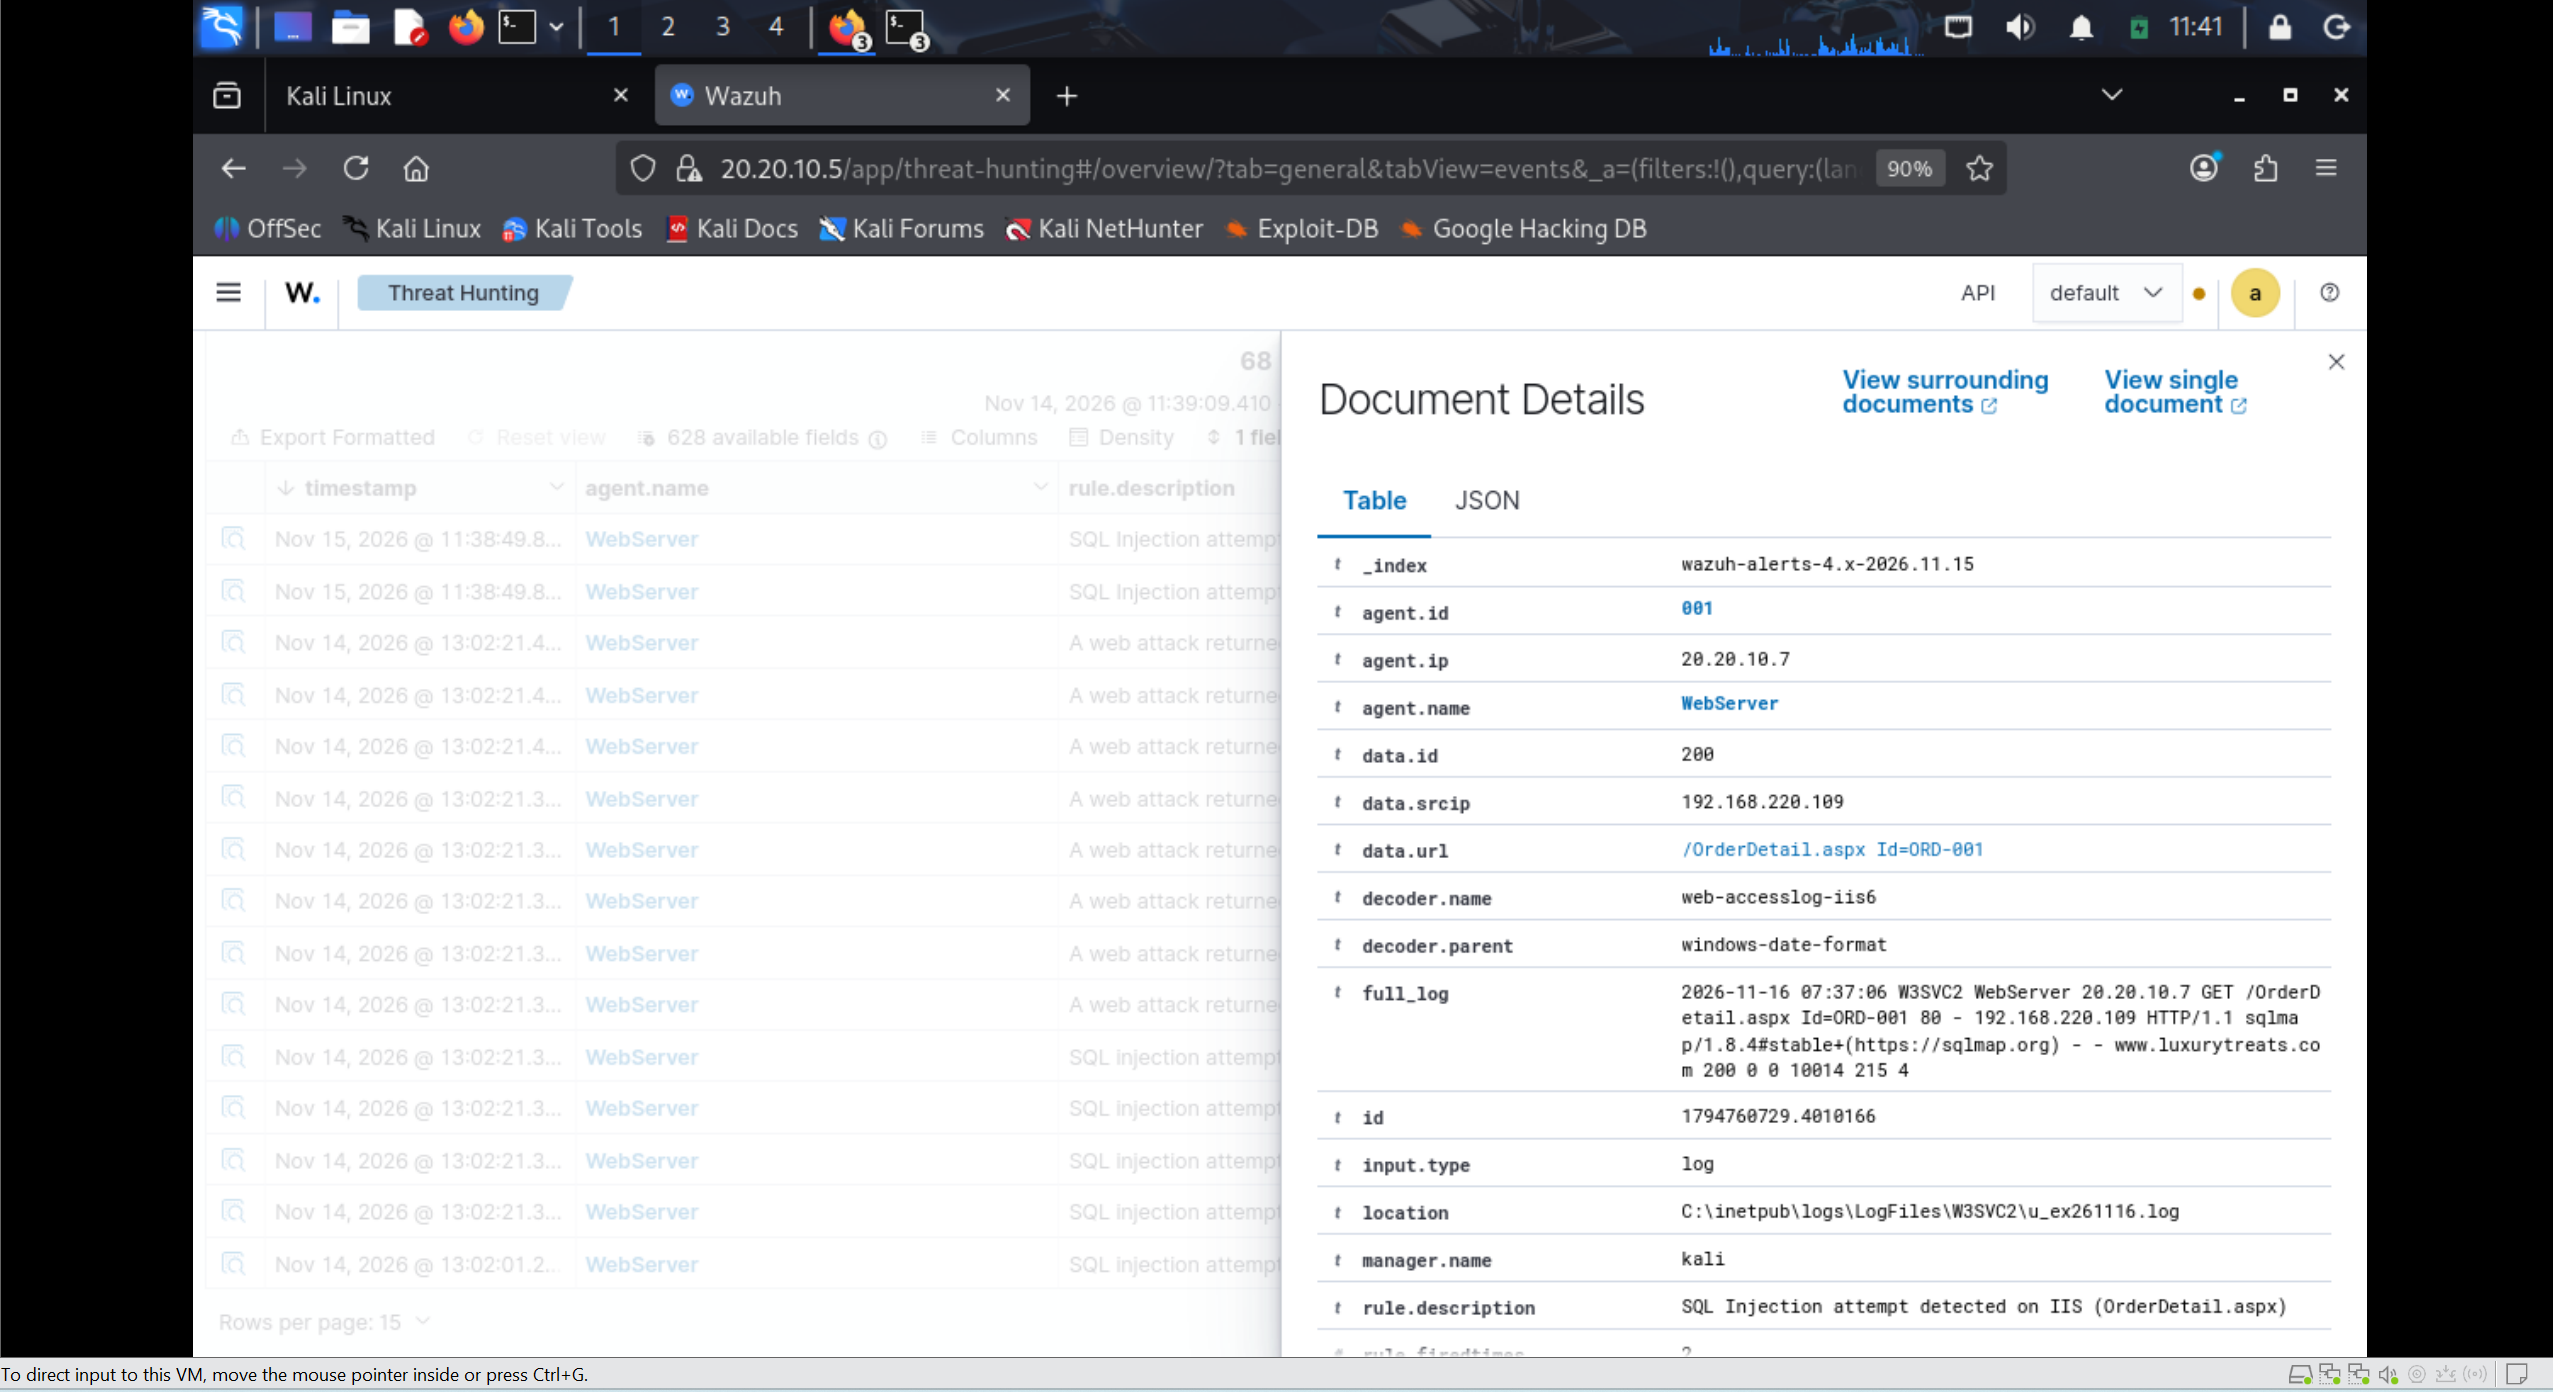 1 2 3 4 3 3 11:41
Kali Linux Wazuh
20.20.10.5/app/threat-hunting#/overview/?tab=general&tabView=events&_a=(filters:!(),query:(lan 90%
OffSec Kali Linux Kali Tools Kali Docs Kali Forums Kali NetHunter Exploit-DB Google Hacking DB
W. Threat Hunting API default a
68
Nov 14, 2026 @ 11:39:09.410
Export Formatted Reset view 628 available fields Columns Density 1 fiel
timestamp agent.name rule.description
Nov 15, 2026 @ 11:38:49.8... WebServer SQL Injection attemp
Nov 15, 2026 @ 11:38:49.8... WebServer SQL Injection attemp
Nov 14, 2026 @ 13:02:21.4... WebServer A web attack returne
Nov 14, 2026 @ 13:02:21.4... WebServer A web attack returne
Nov 14, 2026 @ 13:02:21.4... WebServer A web attack returne
Nov 14, 2026 @ 13:02:21.3... WebServer A web attack returne
Nov 14, 2026 @ 13:02:21.3... WebServer A web attack returne
Nov 14, 2026 @ 13:02:21.3... WebServer A web attack returne
Nov 14, 2026 @ 13:02:21.3... WebServer A web attack returne
Nov 14, 2026 @ 13:02:21.3... WebServer A web attack returne
Nov 14, 2026 @ 13:02:21.3... WebServer SQL injection attemp
Nov 14, 2026 @ 13:02:21.3... WebServer SQL injection attemp
Nov 14, 2026 @ 13:02:21.3... WebServer SQL injection attemp
Nov 14, 2026 @ 13:02:21.3... WebServer SQL injection attemp
Nov 14, 2026 @ 13:02:01.2... WebServer SQL injection attemp
Rows per page: 15
Document Details
View surrounding documents
View single document
Table JSON
t _index wazuh-alerts-4.x-2026.11.15
t agent.id 001
t agent.ip 20.20.10.7
t agent.name WebServer
t data.id 200
t data.srcip 192.168.220.109
t data.url /OrderDetail.aspx Id=ORD-001
t decoder.name web-accesslog-iis6
t decoder.parent windows-date-format
t full_log 2026-11-16 07:37:06 W3SVC2 WebServer 20.20.10.7 GET /OrderD
etail.aspx Id=ORD-001 80 - 192.168.220.109 HTTP/1.1 sqlma
p/1.8.4#stable+(https://sqlmap.org) - - www.luxurytreats.co
m 200 0 0 10014 215 4
t id 1794760729.4010166
t input.type log
t location C:\inetpub\logs\LogFiles\W3SVC2\u_ex261116.log
t manager.name kali
t rule.description SQL Injection attempt detected on IIS (OrderDetail.aspx)
# rule.firedtimes 2
To direct input to this VM, move the mouse pointer inside or press Ctrl+G.